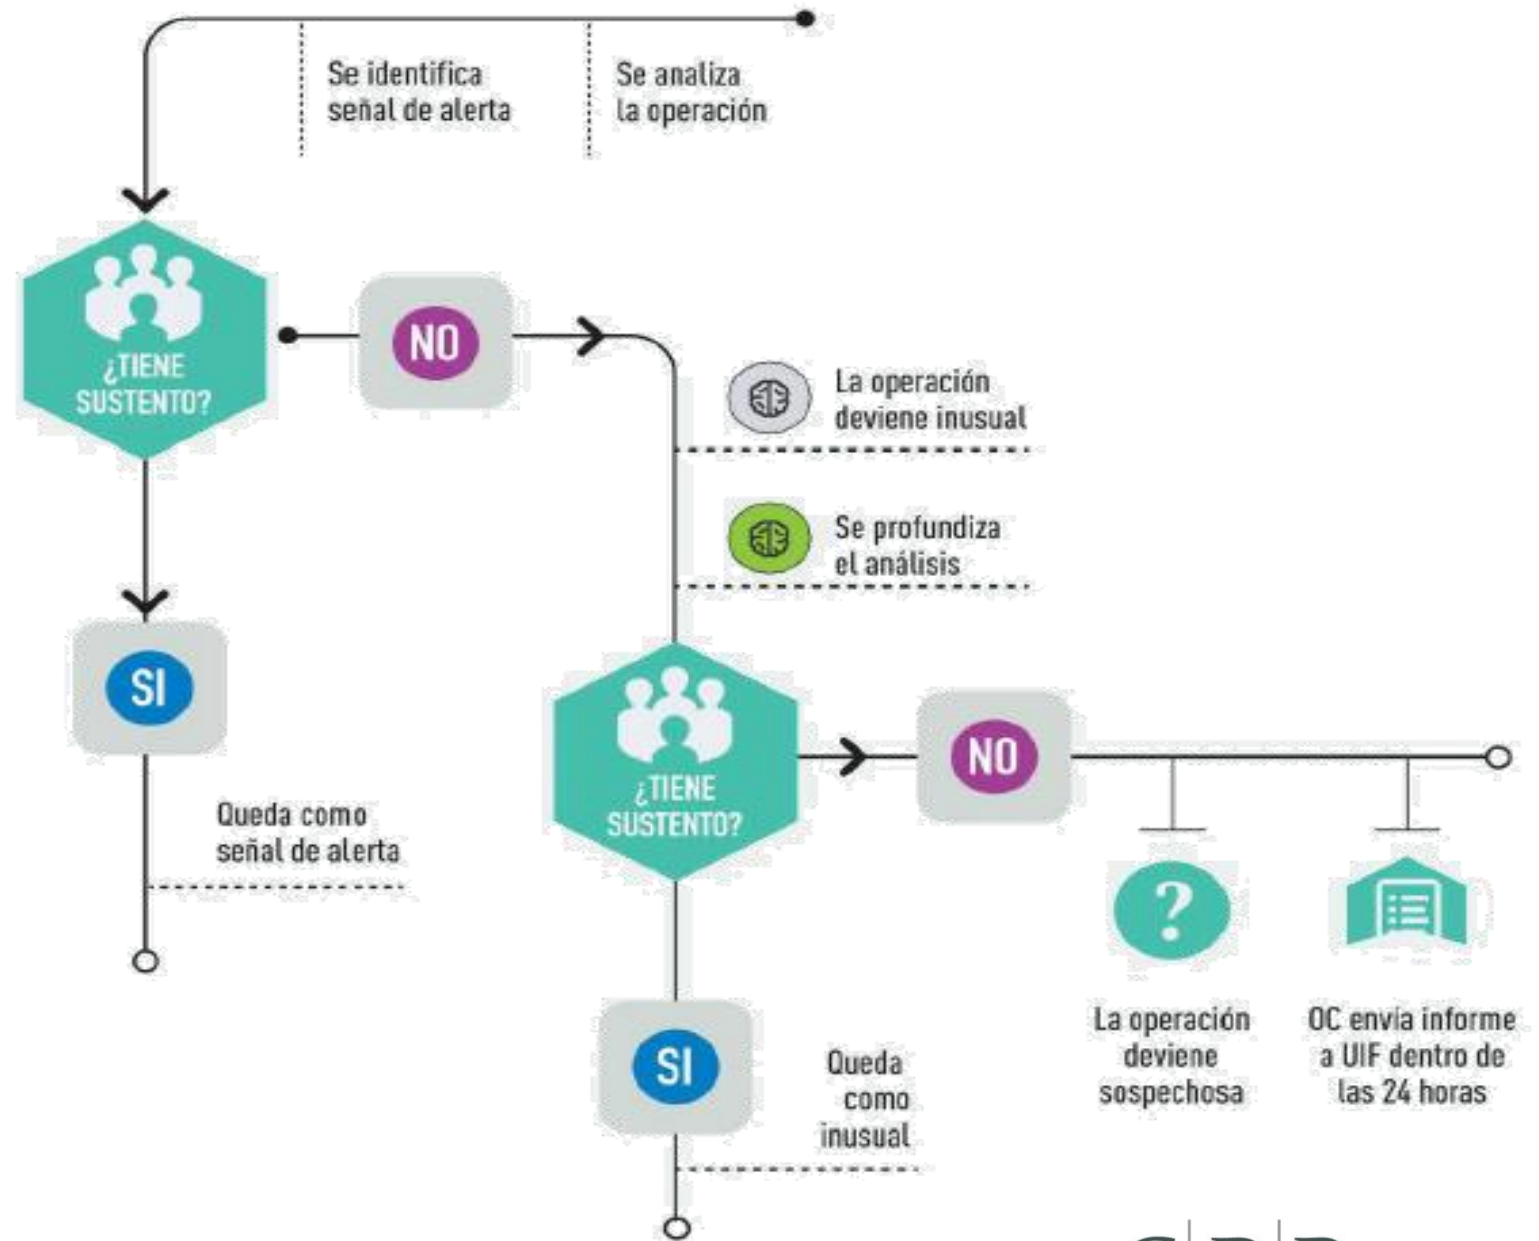 Se identifica
señal de alerta
Se analiza
la operación
¿TIENE
SUSTENTO?
NO
La operación
deviene inusual
Se profundiza
el análisis
SI
Queda como
señal de alerta
¿TIENE
SUSTENTO?
NO
?
La operación
deviene
sospechosa
OC envía informe
a UIF dentro de
las 24 horas
SI
Queda
como
inusual